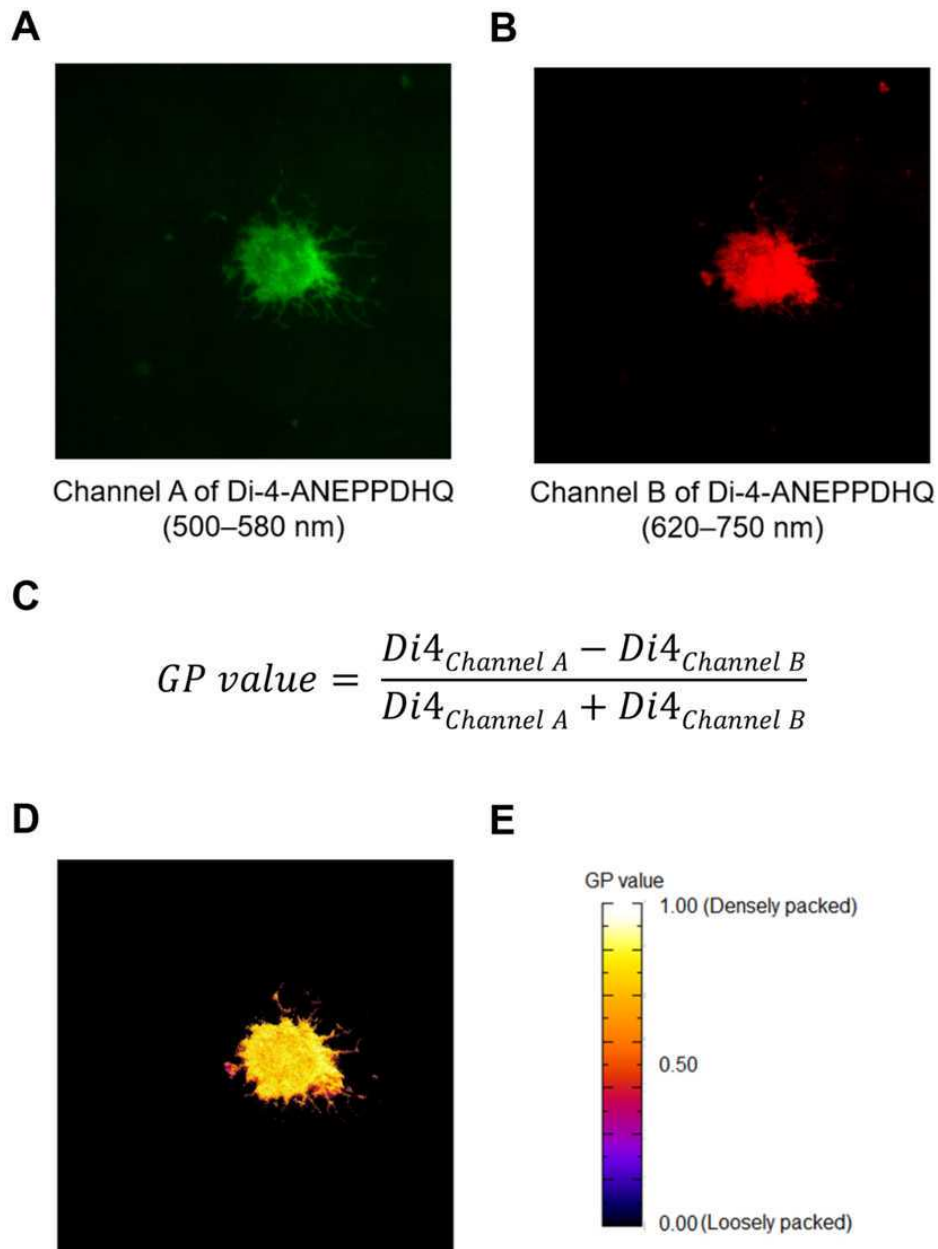 A
B
Channel A of Di-4-ANEPPDHQ
(500–580 nm)
Channel B of Di-4-ANEPPDHQ
(620–750 nm)
C
GP value = Di4Channel A − Di4Channel B
Di4Channel A + Di4Channel B
D
E
GP value
1.00 (Densely packed)
0.50
0.00 (Loosely packed)